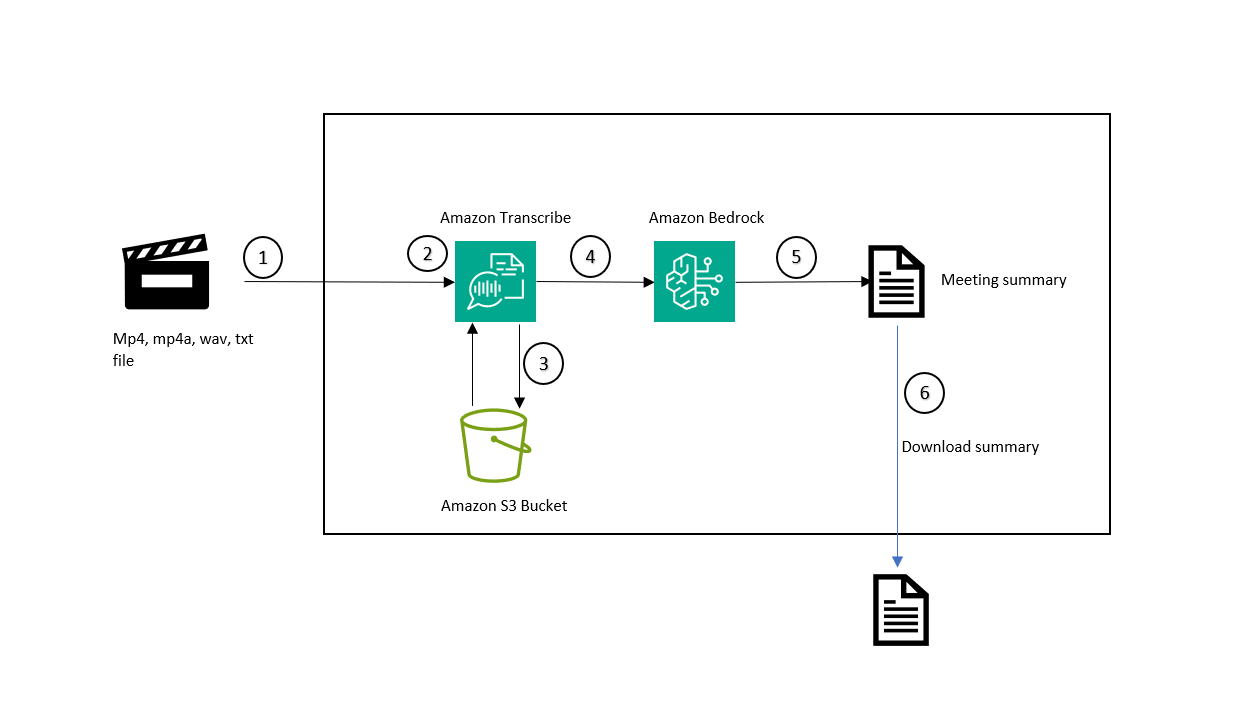 Amazon Transcribe
Amazon Bedrock
1
2
4
5
Meeting summary
Mp4, mp4a, wav, txt
file
3
6
Download summary
Amazon S3 Bucket